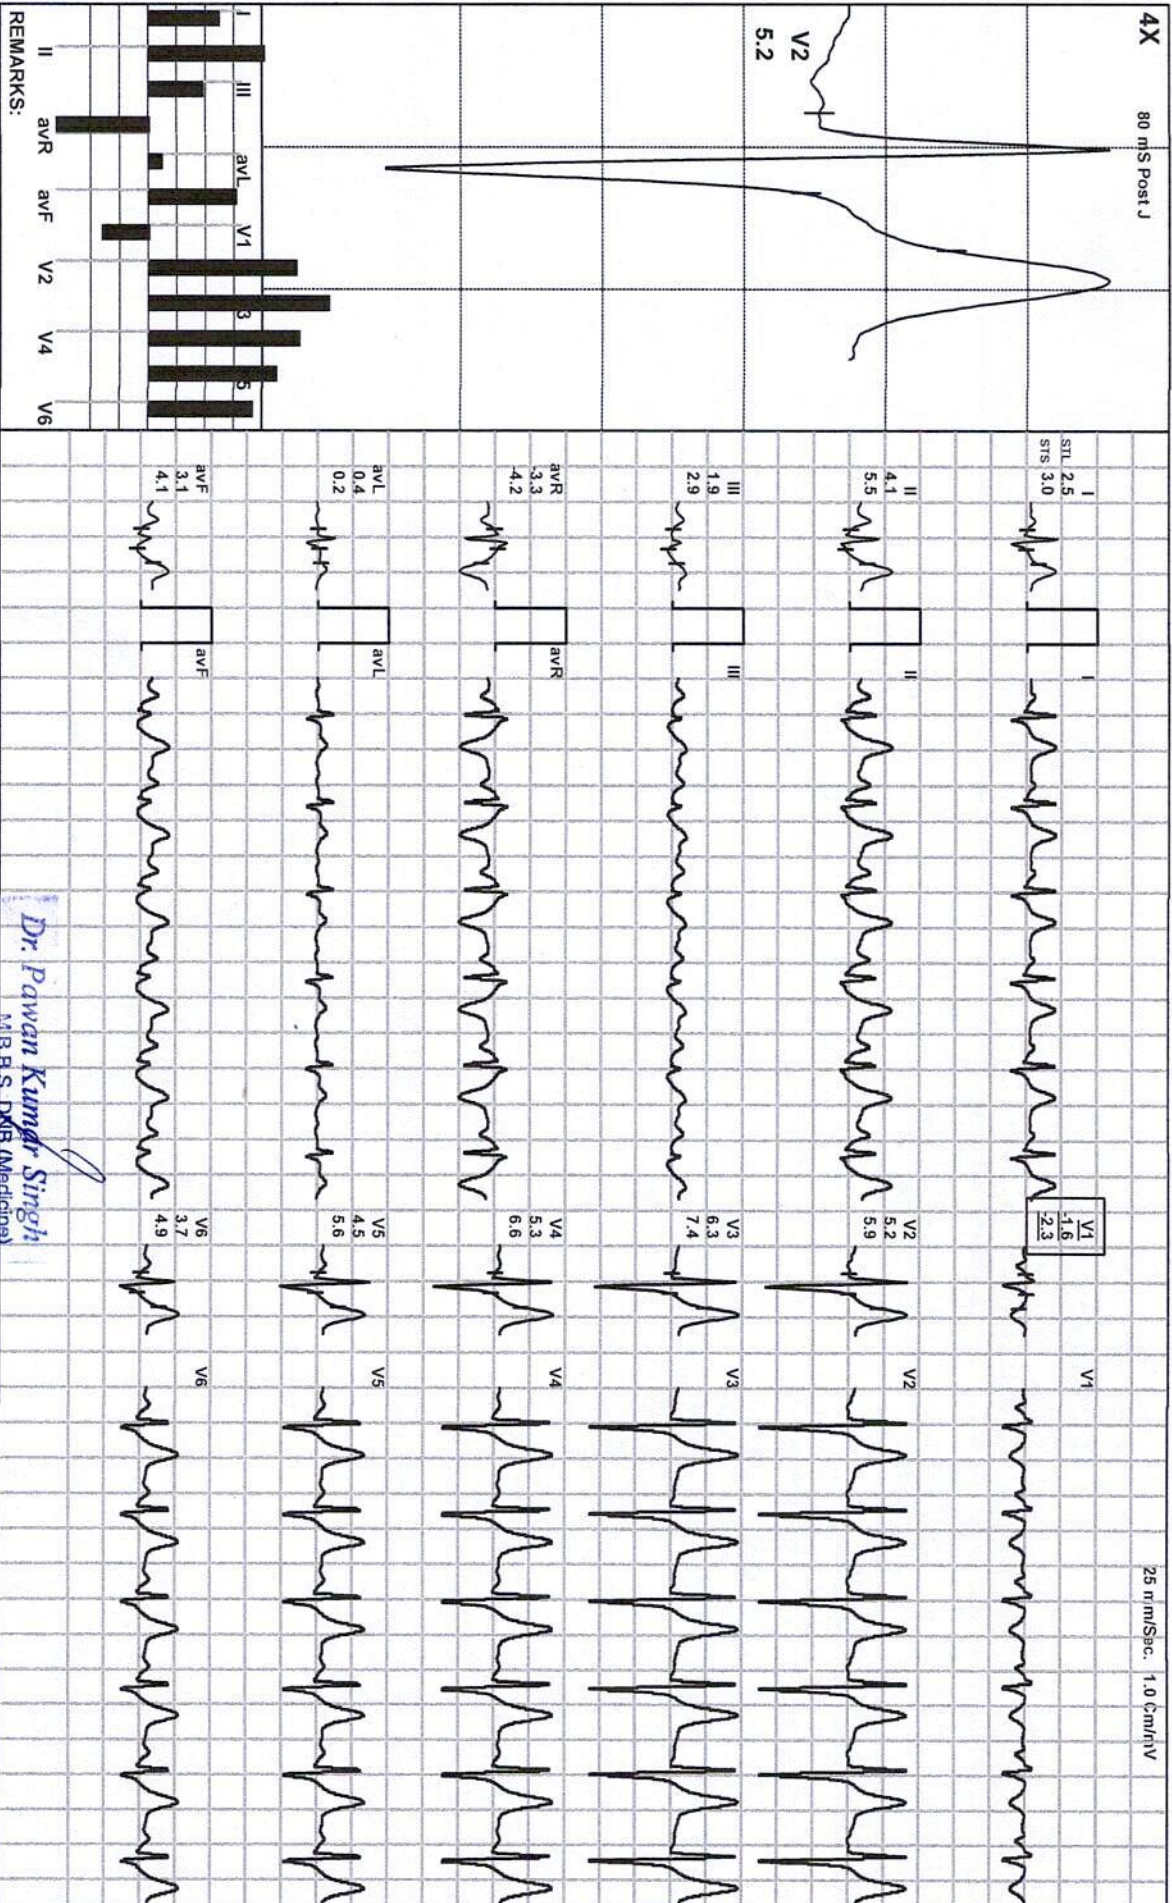 4X
80 mS Post J
V2
5.2
25 mm/Sec. 1.0 Cm/mV
I
STL 2.5
STS 3.0
I
II
4.1
5.5
II
III
1.9
2.9
III
avR
-3.3
-4.2
avR
avL
0.4
0.2
avL
avF
3.1
4.1
avF
V1
-1.6
-2.3
V1
V2
5.2
5.9
V2
V3
6.3
7.4
V3
V4
5.3
6.6
V4
V5
4.5
5.6
V5
V6
3.7
4.9
V6
I III avL V1 3 5
II avR avF V2 V4 V6
REMARKS:
Dr. Pawan Kumar Singh
M.B.B.S. DNB (Medicine)